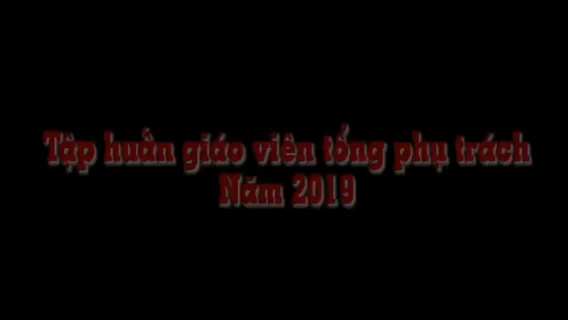 Tập huấn giáo viên tổng phụ trách
Năm 2019